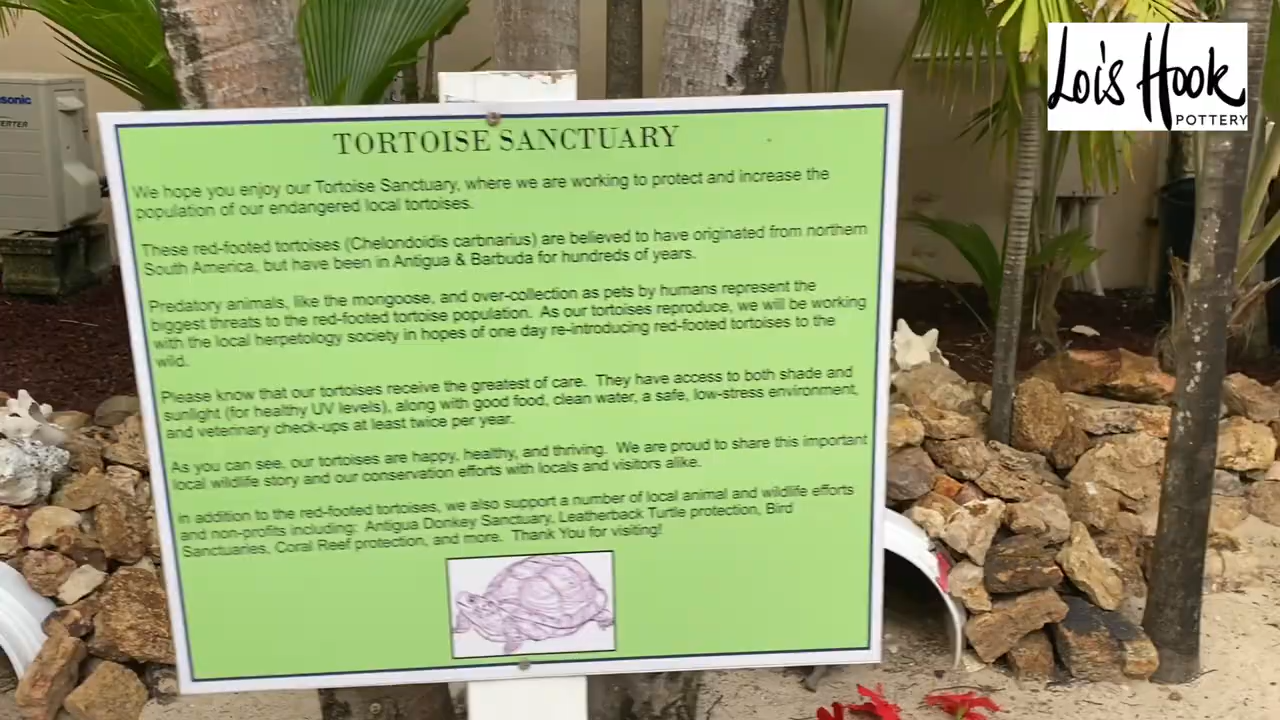 Lois Hook
POTTERY
sonic
TORTOISE SANCTUARY
We hope you enjoy our Tortoise Sanctuary, where we are working to protect and increase the
population of our endangered local tortoises.
These red-footed tortoises (Chelondoidis carbnarius) are believed to have originated from northern
South America, but have been in Antigua & Barbuda for hundreds of years.
Predatory animals, like the mongoose, and over-collection as pets by humans represent the
biggest threats to the red-footed tortoise population. As our tortoises reproduce, we will be working
with the local herpetology society in hopes of one day re-introducing red-footed tortoises to the
wild.
Please know that our tortoises receive the greatest of care. They have access to both shade and
sunlight (for healthy UV levels), along with good food, clean water, a safe, low-stress environment,
and veterinary check-ups at least twice per year.
As you can see, our tortoises are happy, healthy, and thriving. We are proud to share this important
local wildlife story and our conservation efforts with locals and visitors alike.
In addition to the red-footed tortoises, we also support a number of local animal and wildlife efforts
and non-profits including: Antigua Donkey Sanctuary, Leatherback Turtle protection, Bird
Sanctuaries, Coral Reef protection, and more. Thank You for visiting!